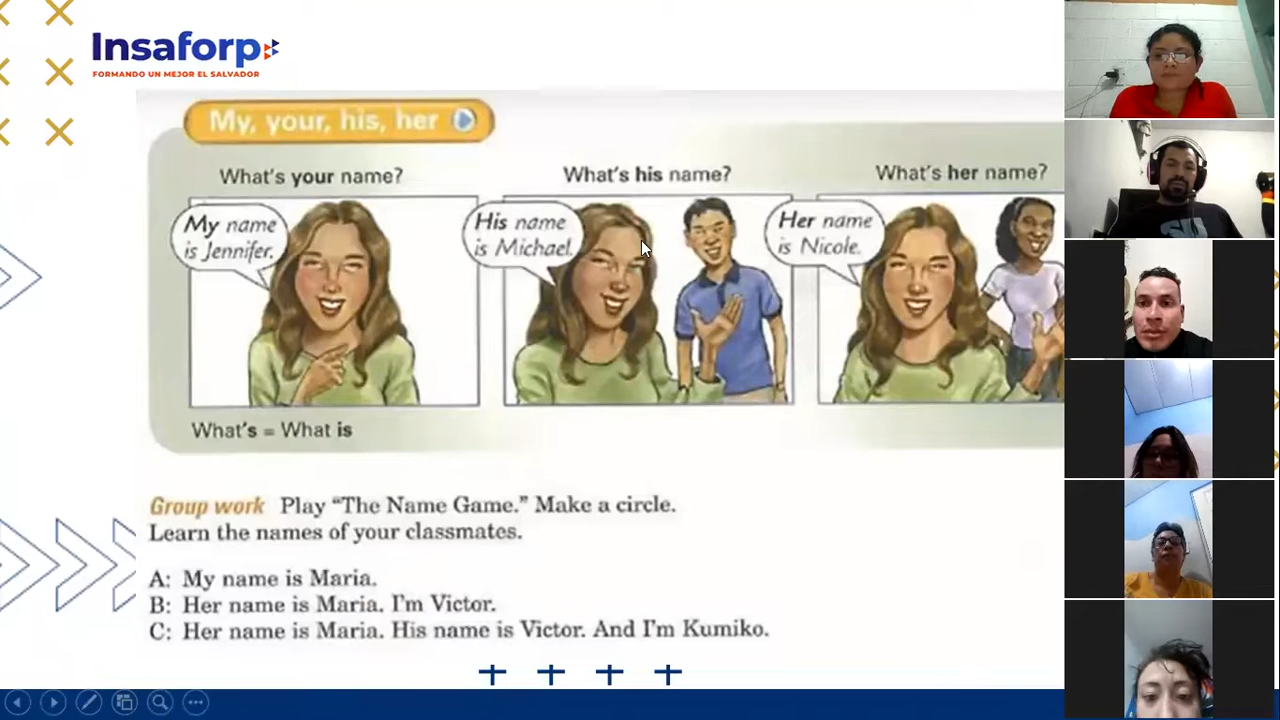 Insaforp
FORMANDO UN MEJOR EL SALVADOR
My, your, his, her
What's your name?
My name
is Jennifer.
What's his name?
His name
is Michael.
What's her name?
Her name
is Nicole.
What's = What is
Group work Play “The Name Game.” Make a circle.
Learn the names of your classmates.
A: My name is Maria.
B: Her name is Maria. I'm Victor.
C: Her name is Maria. His name is Victor. And I'm Kumiko.